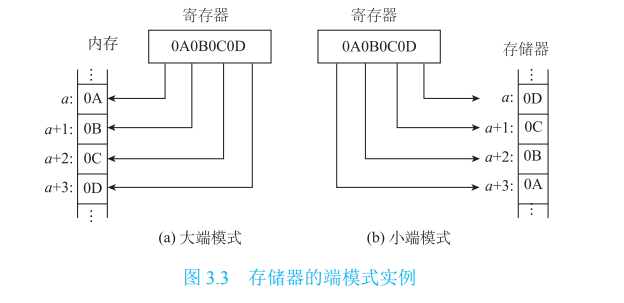 寄存器
0A0B0C0D
内存
⋮
a: 0A
a+1: 0B
a+2: 0C
a+3: 0D
⋮
(a) 大端模式
寄存器
0A0B0C0D
存储器
⋮
a: 0D
a+1: 0C
a+2: 0B
a+3: 0A
⋮
(b) 小端模式
图 3.3 存储器的端模式实例